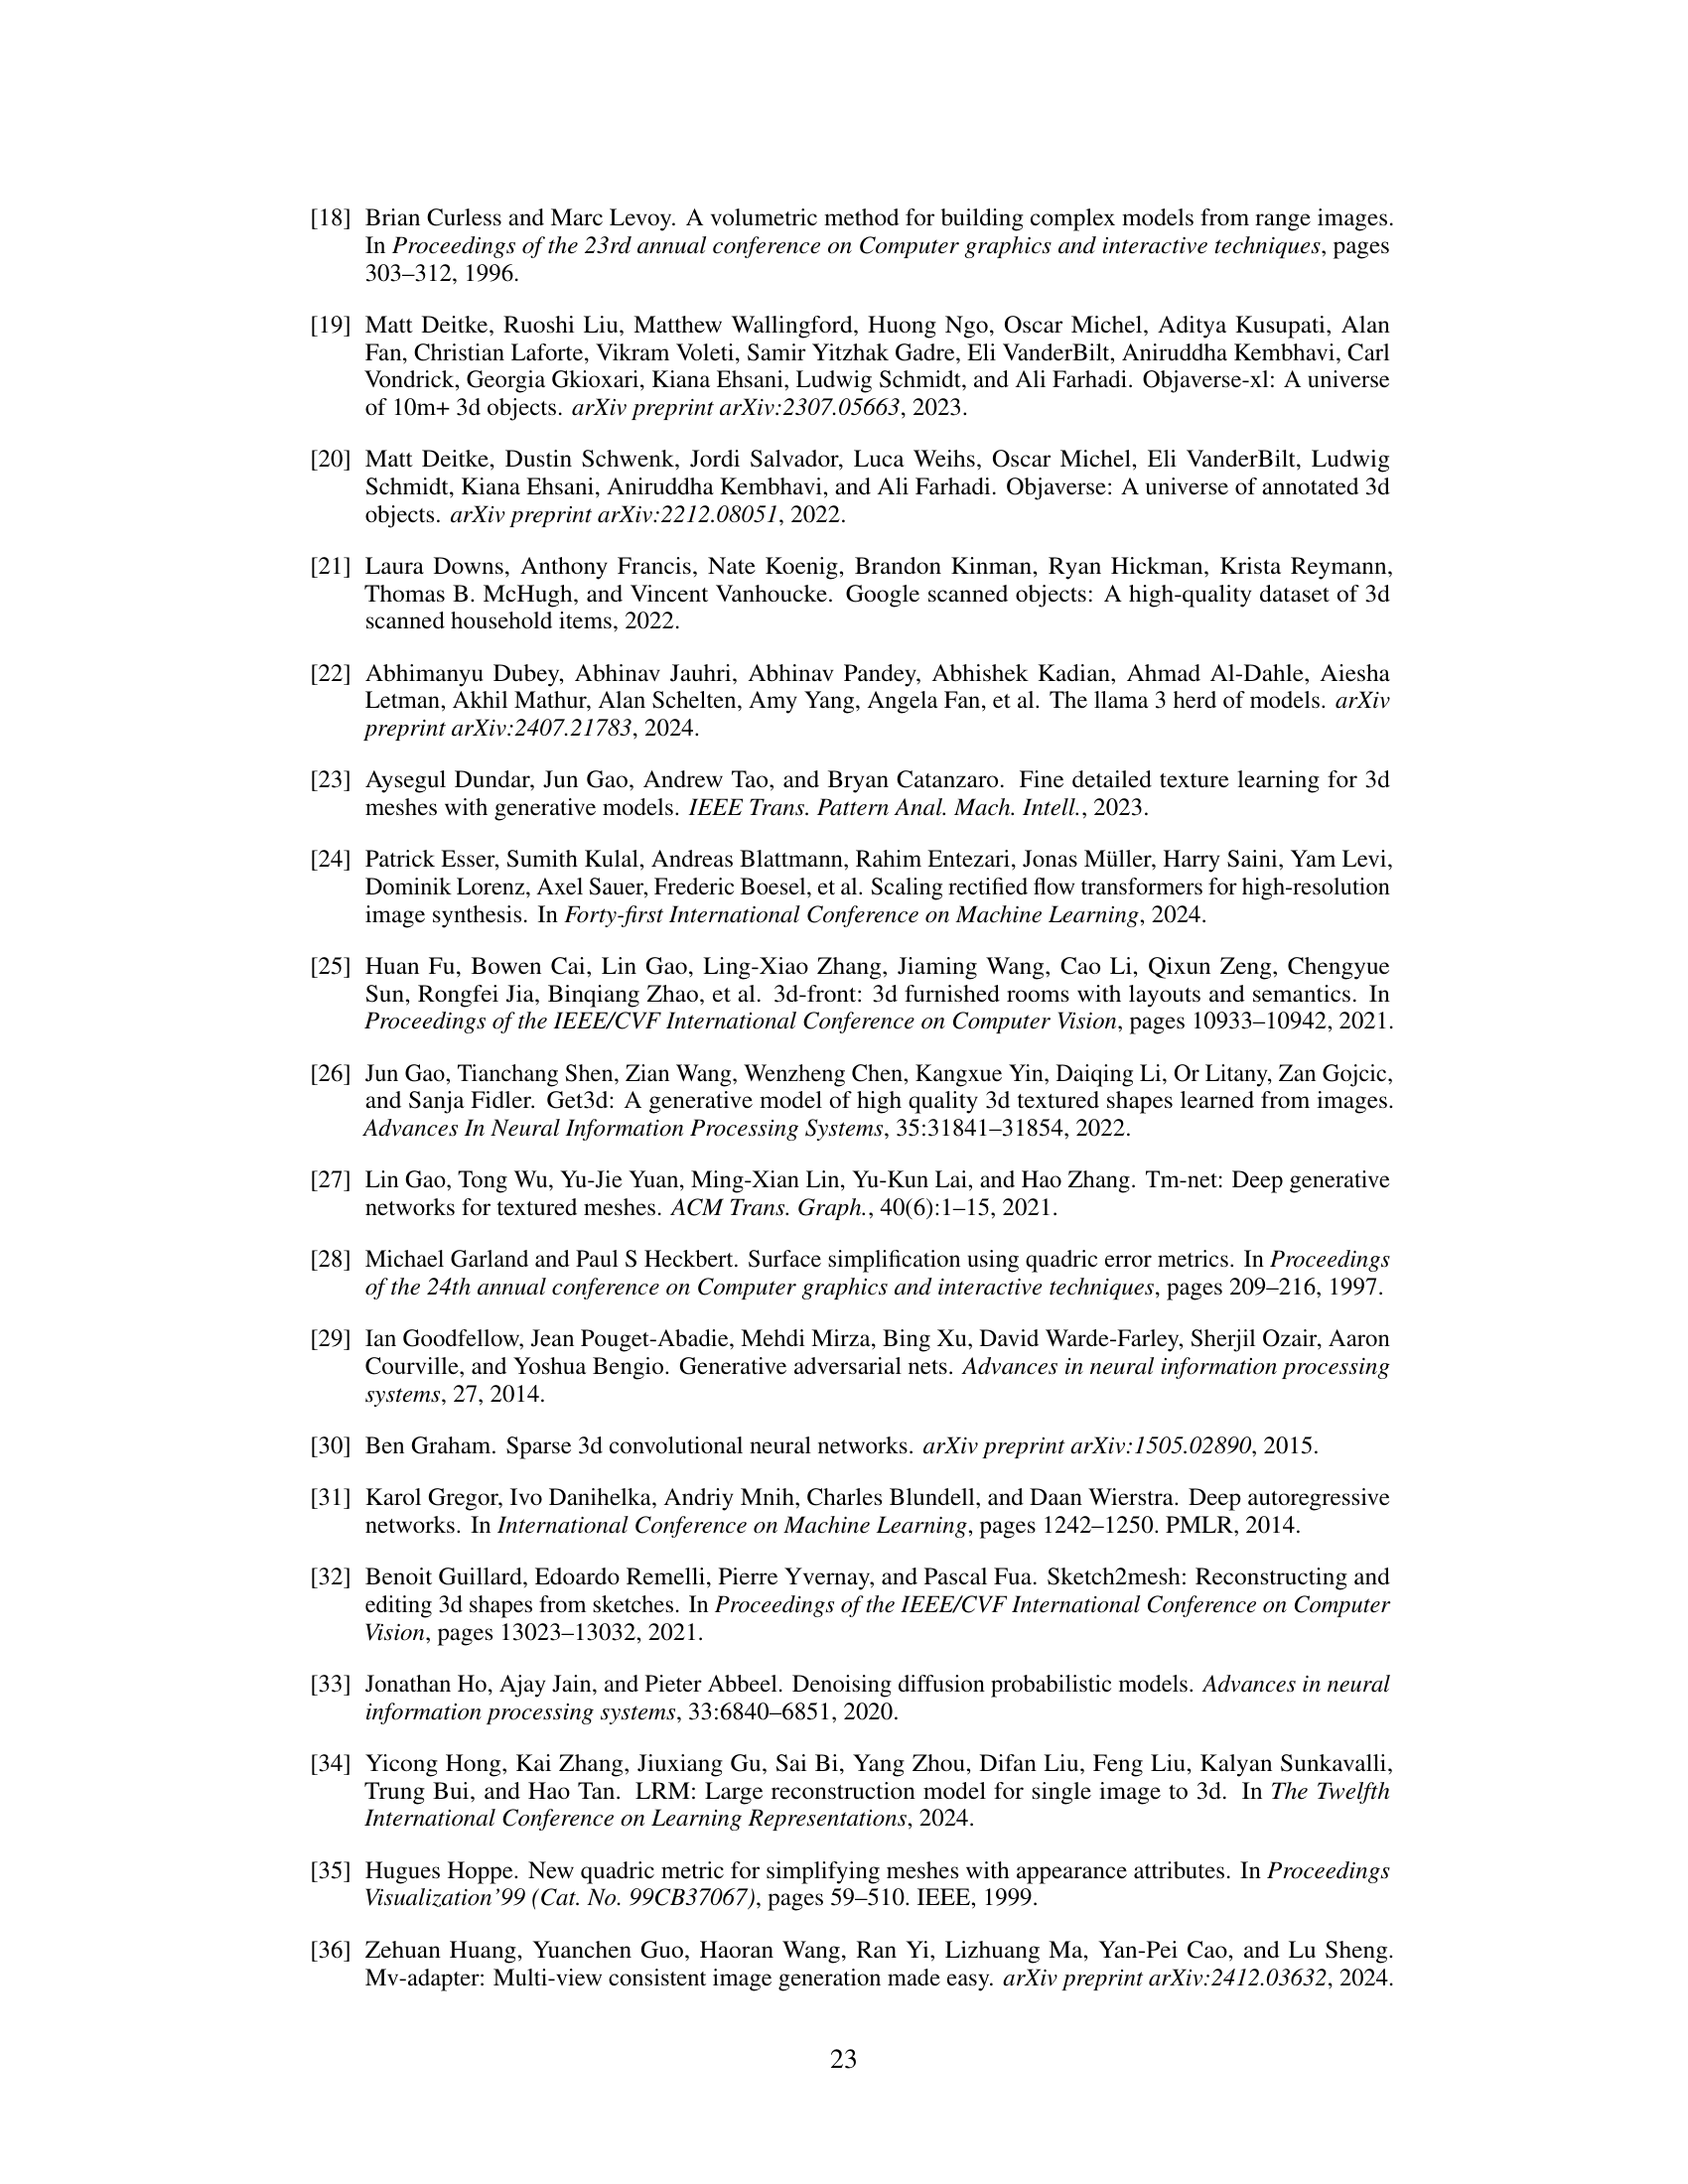 [18] Brian Curless and Marc Levoy. A volumetric method for building complex models from range images.
In Proceedings of the 23rd annual conference on Computer graphics and interactive techniques, pages
303–312, 1996.
[19] Matt Deitke, Ruoshi Liu, Matthew Wallingford, Huong Ngo, Oscar Michel, Aditya Kusupati, Alan
Fan, Christian Laforte, Vikram Voleti, Samir Yitzhak Gadre, Eli VanderBilt, Aniruddha Kembhavi, Carl
Vondrick, Georgia Gkioxari, Kiana Ehsani, Ludwig Schmidt, and Ali Farhadi. Objaverse-xl: A universe
of 10m+ 3d objects. arXiv preprint arXiv:2307.05663, 2023.
[20] Matt Deitke, Dustin Schwenk, Jordi Salvador, Luca Weihs, Oscar Michel, Eli VanderBilt, Ludwig
Schmidt, Kiana Ehsani, Aniruddha Kembhavi, and Ali Farhadi. Objaverse: A universe of annotated 3d
objects. arXiv preprint arXiv:2212.08051, 2022.
[21] Laura Downs, Anthony Francis, Nate Koenig, Brandon Kinman, Ryan Hickman, Krista Reymann,
Thomas B. McHugh, and Vincent Vanhoucke. Google scanned objects: A high-quality dataset of 3d
scanned household items, 2022.
[22] Abhimanyu Dubey, Abhinav Jauhri, Abhinav Pandey, Abhishek Kadian, Ahmad Al-Dahle, Aiesha
Letman, Akhil Mathur, Alan Schelten, Amy Yang, Angela Fan, et al. The llama 3 herd of models. arXiv
preprint arXiv:2407.21783, 2024.
[23] Aysegul Dundar, Jun Gao, Andrew Tao, and Bryan Catanzaro. Fine detailed texture learning for 3d
meshes with generative models. IEEE Trans. Pattern Anal. Mach. Intell., 2023.
[24] Patrick Esser, Sumith Kulal, Andreas Blattmann, Rahim Entezari, Jonas Müller, Harry Saini, Yam Levi,
Dominik Lorenz, Axel Sauer, Frederic Boesel, et al. Scaling rectified flow transformers for high-resolution
image synthesis. In Forty-first International Conference on Machine Learning, 2024.
[25] Huan Fu, Bowen Cai, Lin Gao, Ling-Xiao Zhang, Jiaming Wang, Cao Li, Qixun Zeng, Chengyue
Sun, Rongfei Jia, Binqiang Zhao, et al. 3d-front: 3d furnished rooms with layouts and semantics. In
Proceedings of the IEEE/CVF International Conference on Computer Vision, pages 10933–10942, 2021.
[26] Jun Gao, Tianchang Shen, Zian Wang, Wenzheng Chen, Kangxue Yin, Daiqing Li, Or Litany, Zan Gojcic,
and Sanja Fidler. Get3d: A generative model of high quality 3d textured shapes learned from images.
Advances In Neural Information Processing Systems, 35:31841–31854, 2022.
[27] Lin Gao, Tong Wu, Yu-Jie Yuan, Ming-Xian Lin, Yu-Kun Lai, and Hao Zhang. Tm-net: Deep generative
networks for textured meshes. ACM Trans. Graph., 40(6):1–15, 2021.
[28] Michael Garland and Paul S Heckbert. Surface simplification using quadric error metrics. In Proceedings
of the 24th annual conference on Computer graphics and interactive techniques, pages 209–216, 1997.
[29] Ian Goodfellow, Jean Pouget-Abadie, Mehdi Mirza, Bing Xu, David Warde-Farley, Sherjil Ozair, Aaron
Courville, and Yoshua Bengio. Generative adversarial nets. Advances in neural information processing
systems, 27, 2014.
[30] Ben Graham. Sparse 3d convolutional neural networks. arXiv preprint arXiv:1505.02890, 2015.
[31] Karol Gregor, Ivo Danihelka, Andriy Mnih, Charles Blundell, and Daan Wierstra. Deep autoregressive
networks. In International Conference on Machine Learning, pages 1242–1250. PMLR, 2014.
[32] Benoit Guillard, Edoardo Remelli, Pierre Yvernay, and Pascal Fua. Sketch2mesh: Reconstructing and
editing 3d shapes from sketches. In Proceedings of the IEEE/CVF International Conference on Computer
Vision, pages 13023–13032, 2021.
[33] Jonathan Ho, Ajay Jain, and Pieter Abbeel. Denoising diffusion probabilistic models. Advances in neural
information processing systems, 33:6840–6851, 2020.
[34] Yicong Hong, Kai Zhang, Jiuxiang Gu, Sai Bi, Yang Zhou, Difan Liu, Feng Liu, Kalyan Sunkavalli,
Trung Bui, and Hao Tan. LRM: Large reconstruction model for single image to 3d. In The Twelfth
International Conference on Learning Representations, 2024.
[35] Hugues Hoppe. New quadric metric for simplifying meshes with appearance attributes. In Proceedings
Visualization'99 (Cat. No. 99CB37067), pages 59–510. IEEE, 1999.
[36] Zehuan Huang, Yuanchen Guo, Haoran Wang, Ran Yi, Lizhuang Ma, Yan-Pei Cao, and Lu Sheng.
Mv-adapter: Multi-view consistent image generation made easy. arXiv preprint arXiv:2412.03632, 2024.
23